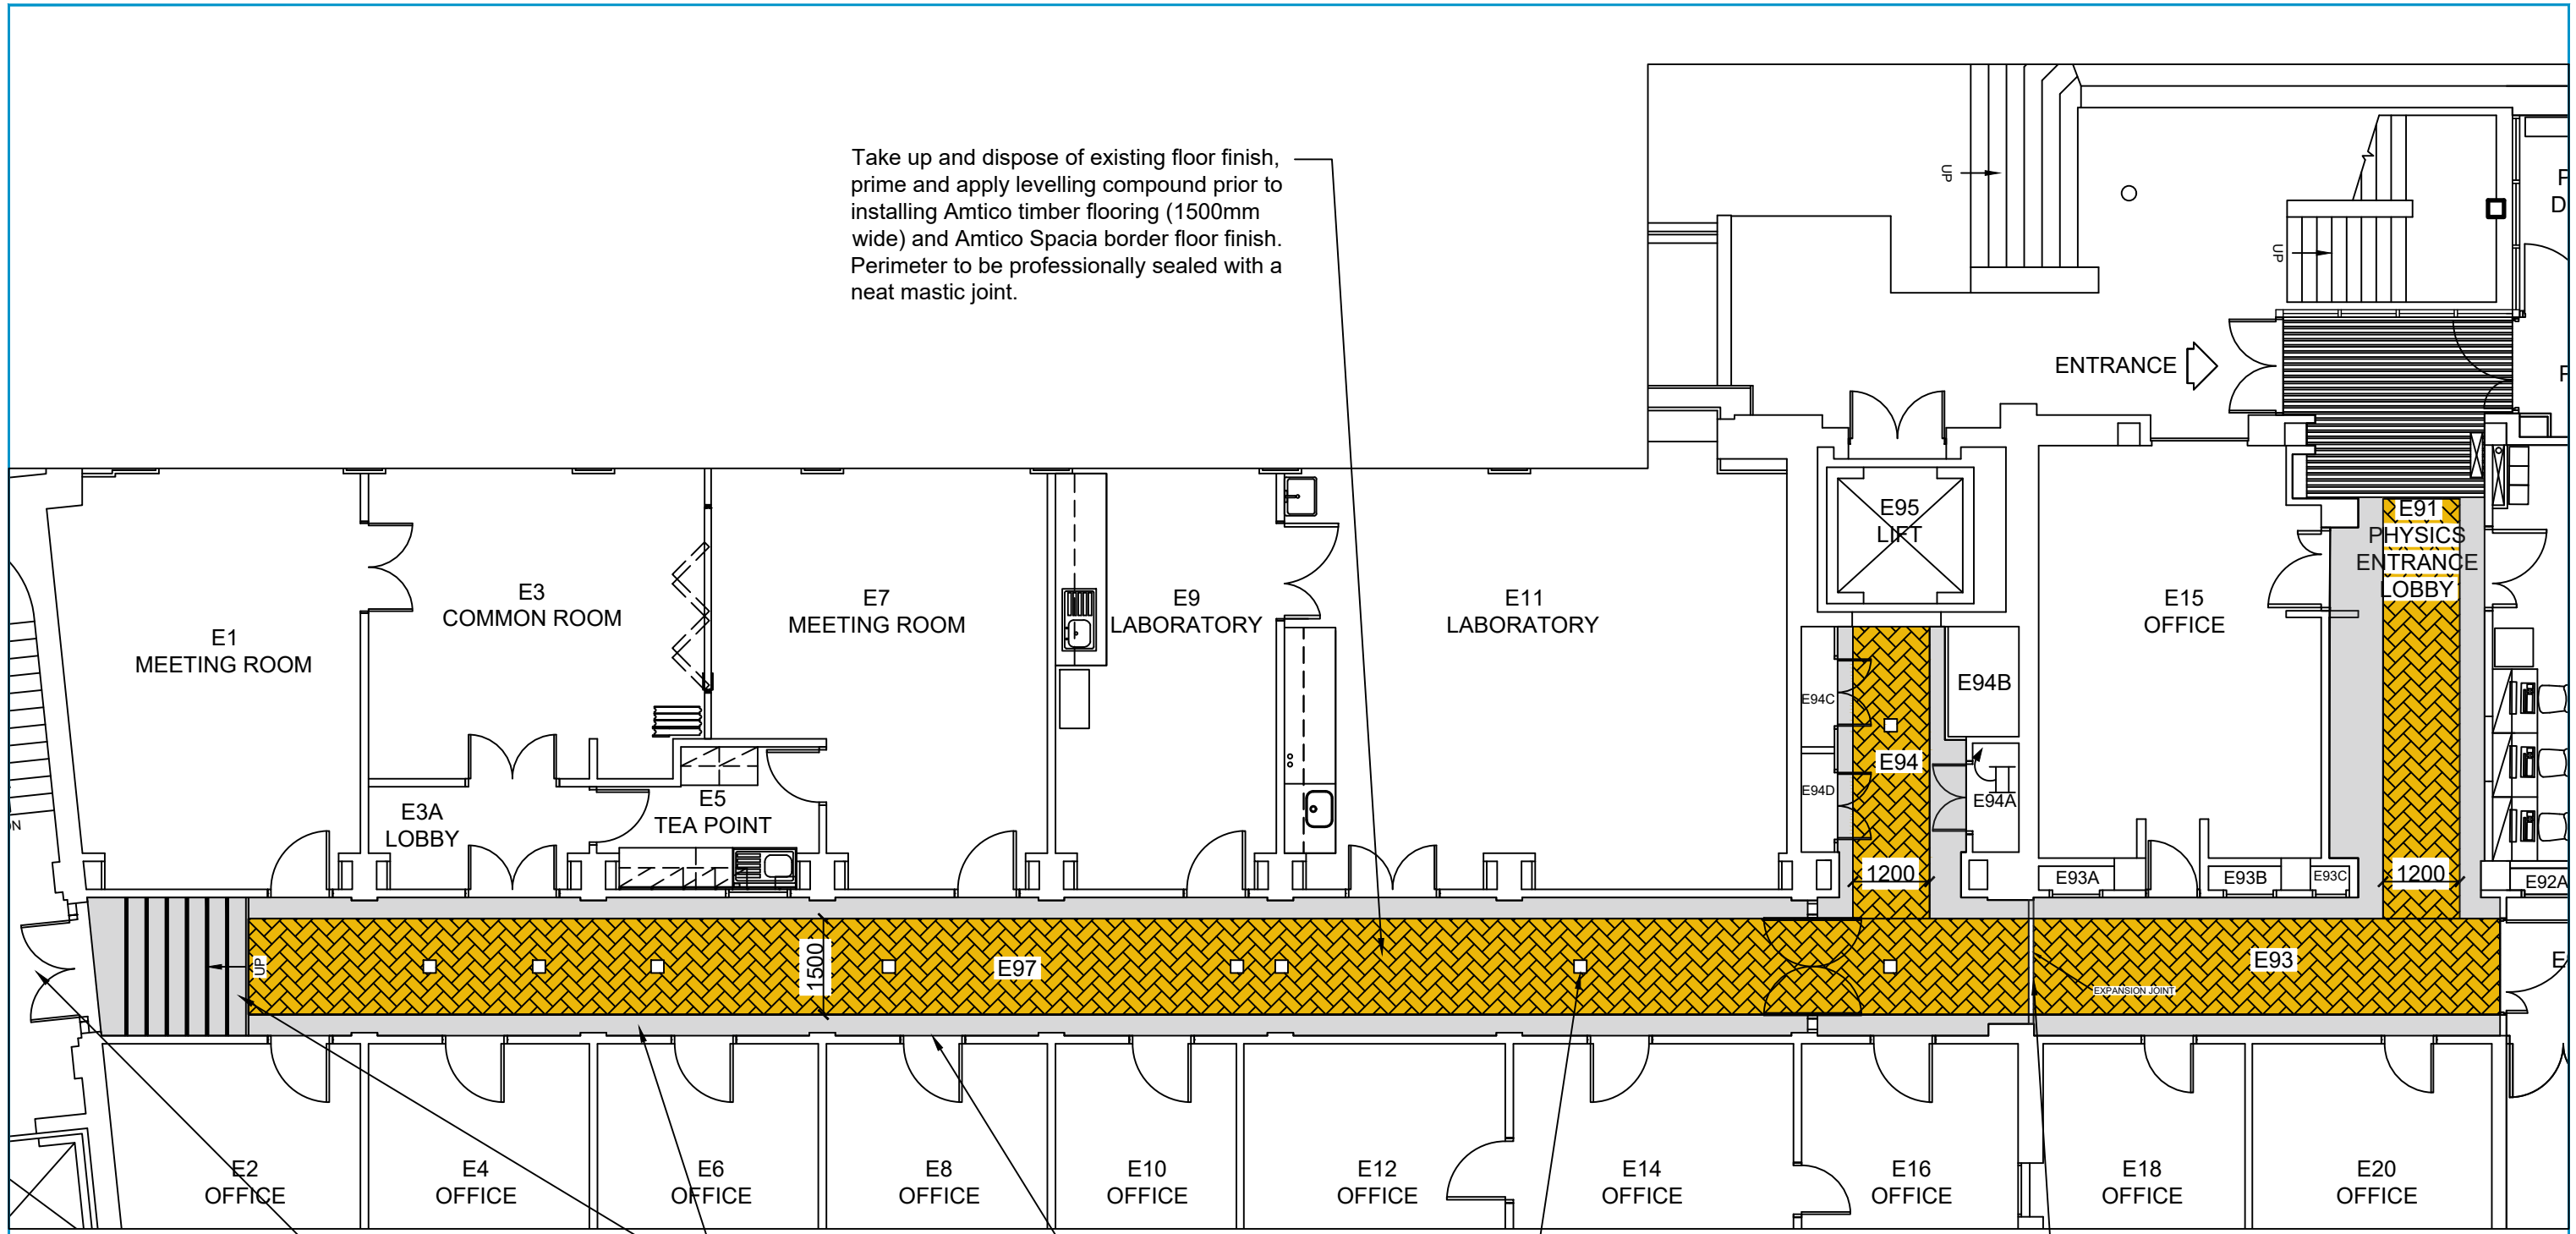 Take up and dispose of existing floor finish,
prime and apply levelling compound prior to
installing Amtico timber flooring (1500mm
wide) and Amtico Spacia border floor finish.
Perimeter to be professionally sealed with a
neat mastic joint.
UP
UP
P
D
ENTRANCE
P
E1
MEETING ROOM
E3
COMMON ROOM
E7
MEETING ROOM
E9
LABORATORY
E11
LABORATORY
E95
LIFT
E15
OFFICE
E91
PHYSICS
ENTRANCE
LOBBY
E94C
E94B
E94
E94D
E94A
E3A
LOBBY
E5
TEA POINT
ON
1200
E93A
E93B
E93C
1200
E92A
UP
1500
E97
E93
E
EXPANSION JOINT
E2
OFFICE
E4
OFFICE
E6
OFFICE
E8
OFFICE
E10
OFFICE
E12
OFFICE
E14
OFFICE
E16
OFFICE
E18
OFFICE
E20
OFFICE